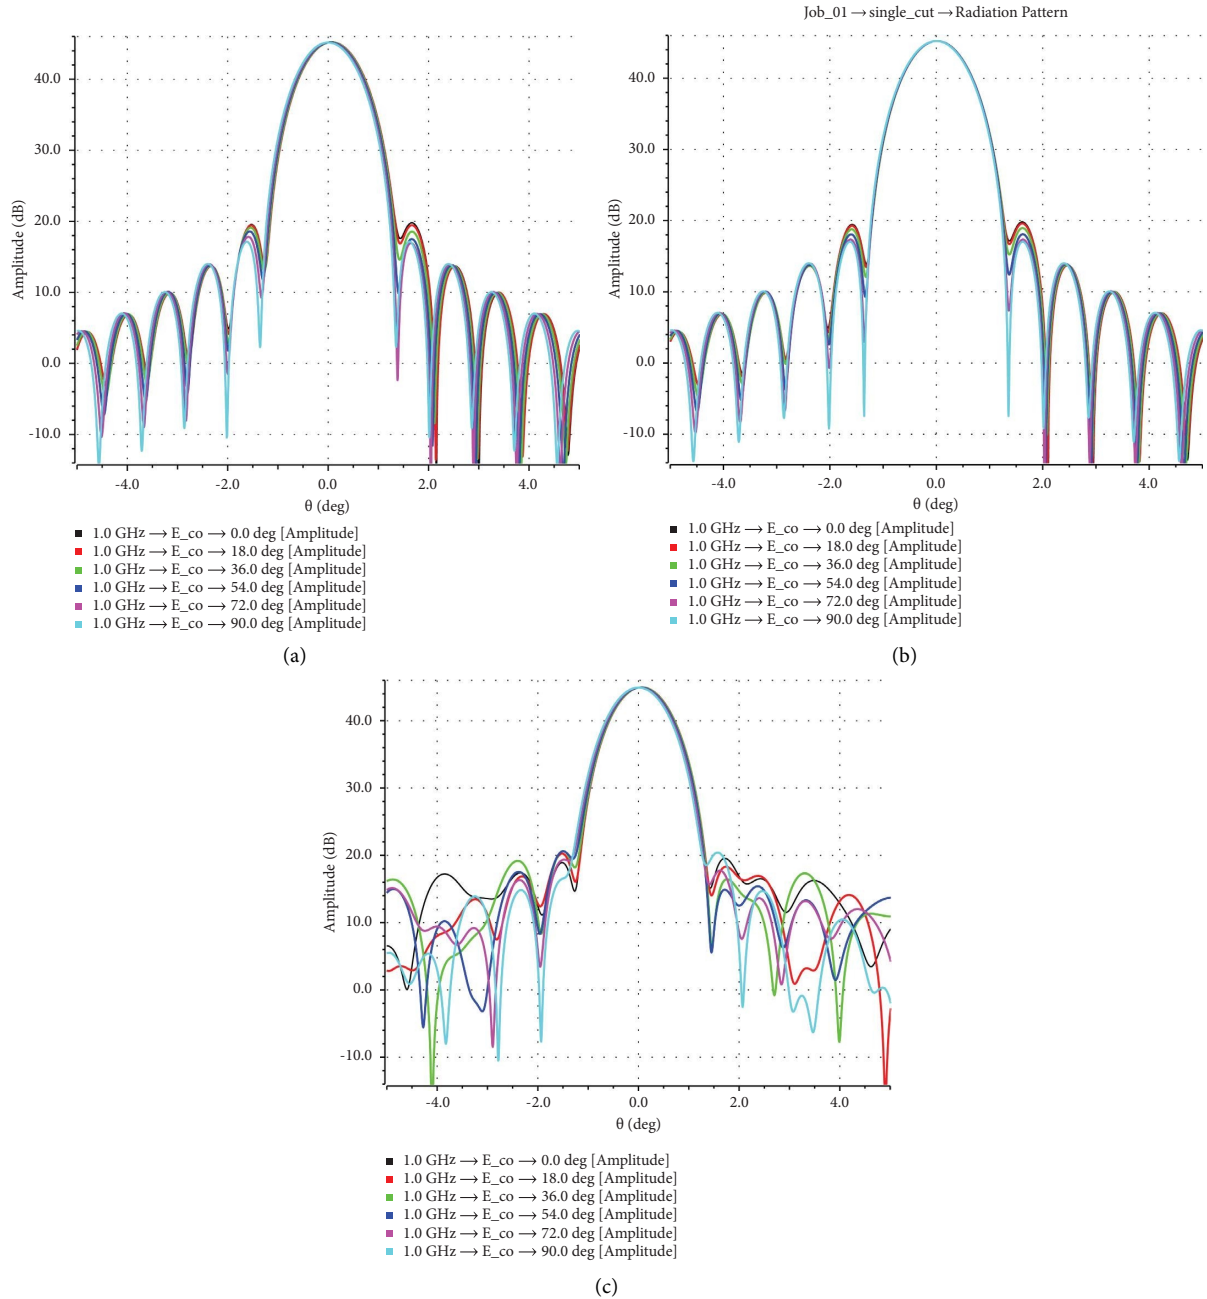 Job_01→single_cut→Radiation Pattern
40.0
30.0
20.0
10.0
0.0
-10.0
Amplitude (dB)
-4.0 -2.0 0.0 2.0 4.0
θ (deg)
1.0 GHz → E_co → 0.0 deg [Amplitude]
1.0 GHz → E_co → 18.0 deg [Amplitude]
1.0 GHz → E_co → 36.0 deg [Amplitude]
1.0 GHz → E_co → 54.0 deg [Amplitude]
1.0 GHz → E_co → 72.0 deg [Amplitude]
1.0 GHz → E_co → 90.0 deg [Amplitude]
(a)
40.0
30.0
20.0
10.0
0.0
-10.0
Amplitude (dB)
-4.0 -2.0 0.0 2.0 4.0
θ (deg)
1.0 GHz → E_co → 0.0 deg [Amplitude]
1.0 GHz → E_co → 18.0 deg [Amplitude]
1.0 GHz → E_co → 36.0 deg [Amplitude]
1.0 GHz → E_co → 54.0 deg [Amplitude]
1.0 GHz → E_co → 72.0 deg [Amplitude]
1.0 GHz → E_co → 90.0 deg [Amplitude]
(b)
40.0
30.0
20.0
10.0
0.0
-10.0
Amplitude (dB)
-4.0 -2.0 0.0 2.0 4.0
θ (deg)
1.0 GHz → E_co → 0.0 deg [Amplitude]
1.0 GHz → E_co → 18.0 deg [Amplitude]
1.0 GHz → E_co → 36.0 deg [Amplitude]
1.0 GHz → E_co → 54.0 deg [Amplitude]
1.0 GHz → E_co → 72.0 deg [Amplitude]
1.0 GHz → E_co → 90.0 deg [Amplitude]
(c)